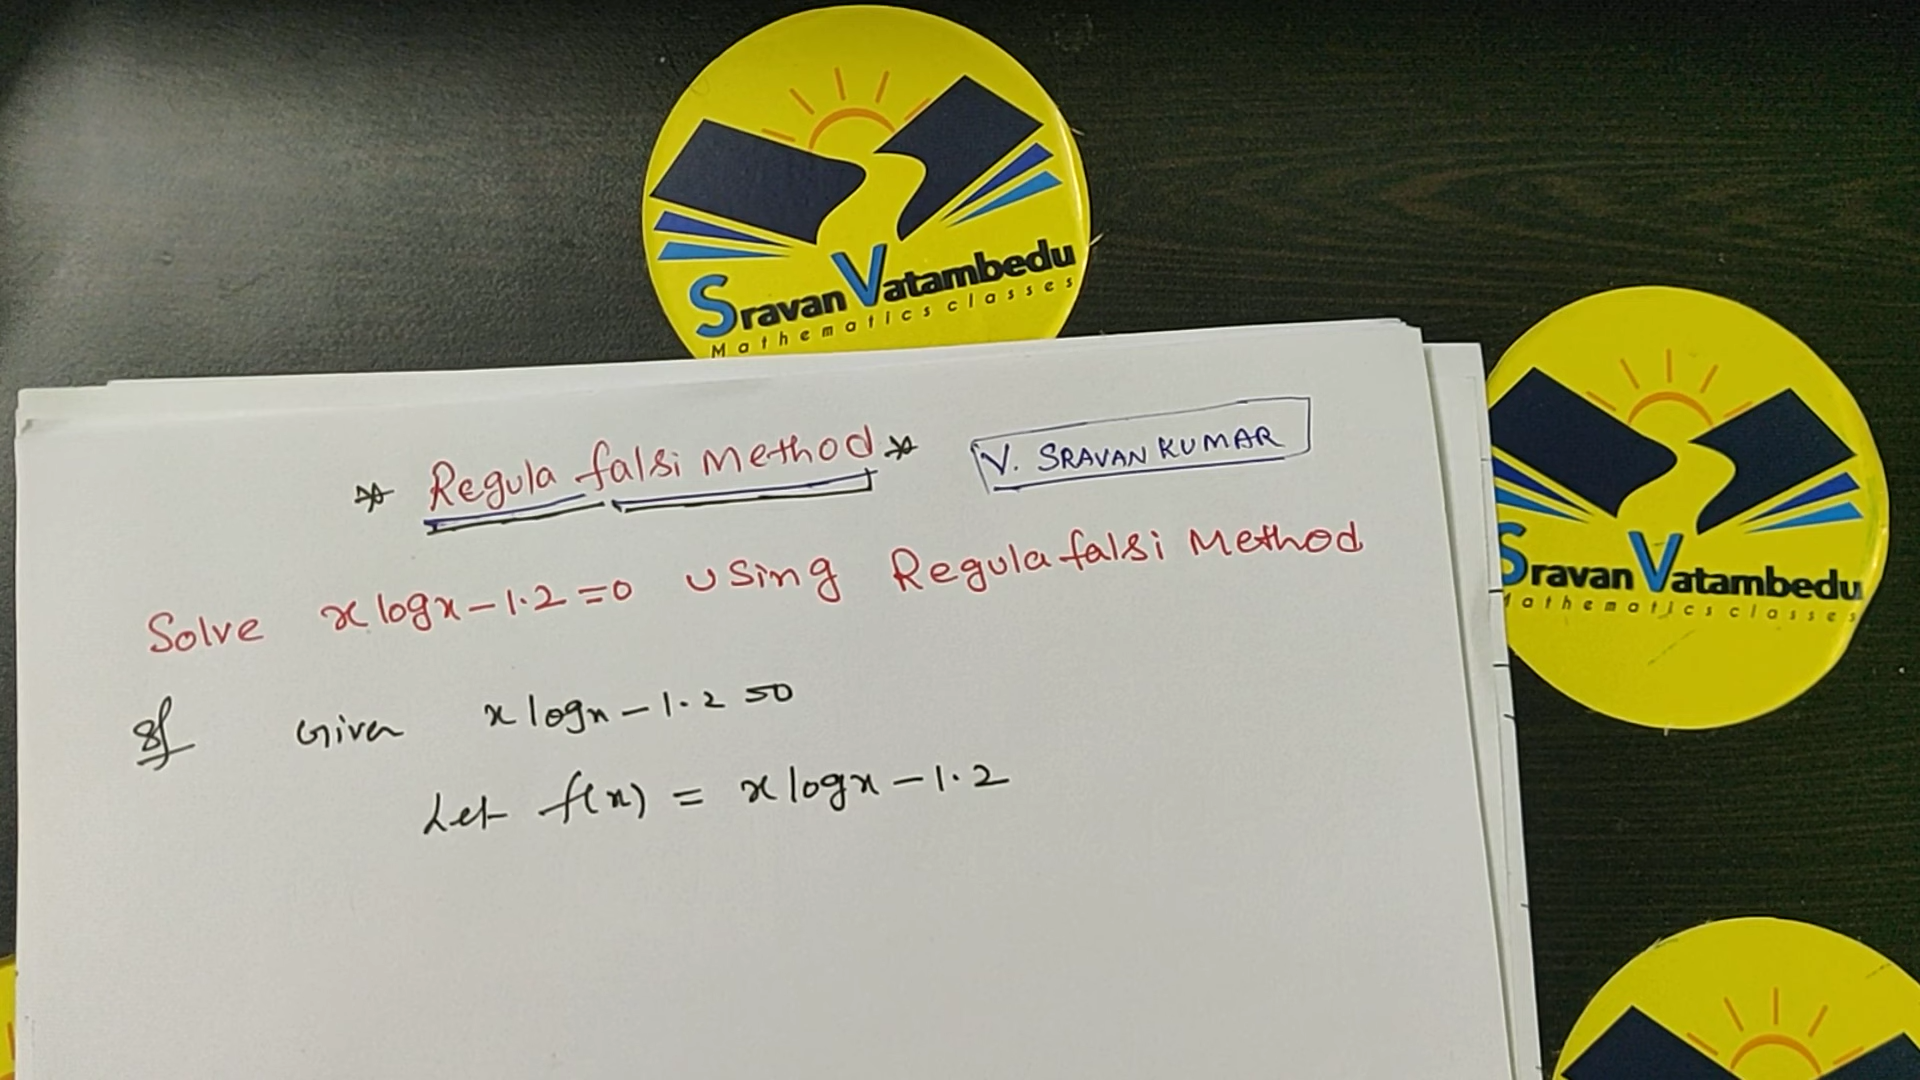 Sravan Vatambedu
Mathematics classes
* Regula falsi Method *
V. SRAVAN KUMAR
Solve x log x - 1.2 = 0 using Regula falsi Method
Sol Given x log x - 1.2 = 0
Let f(x) = x log x - 1.2
Sravan Vatambedu
Mathematics classes